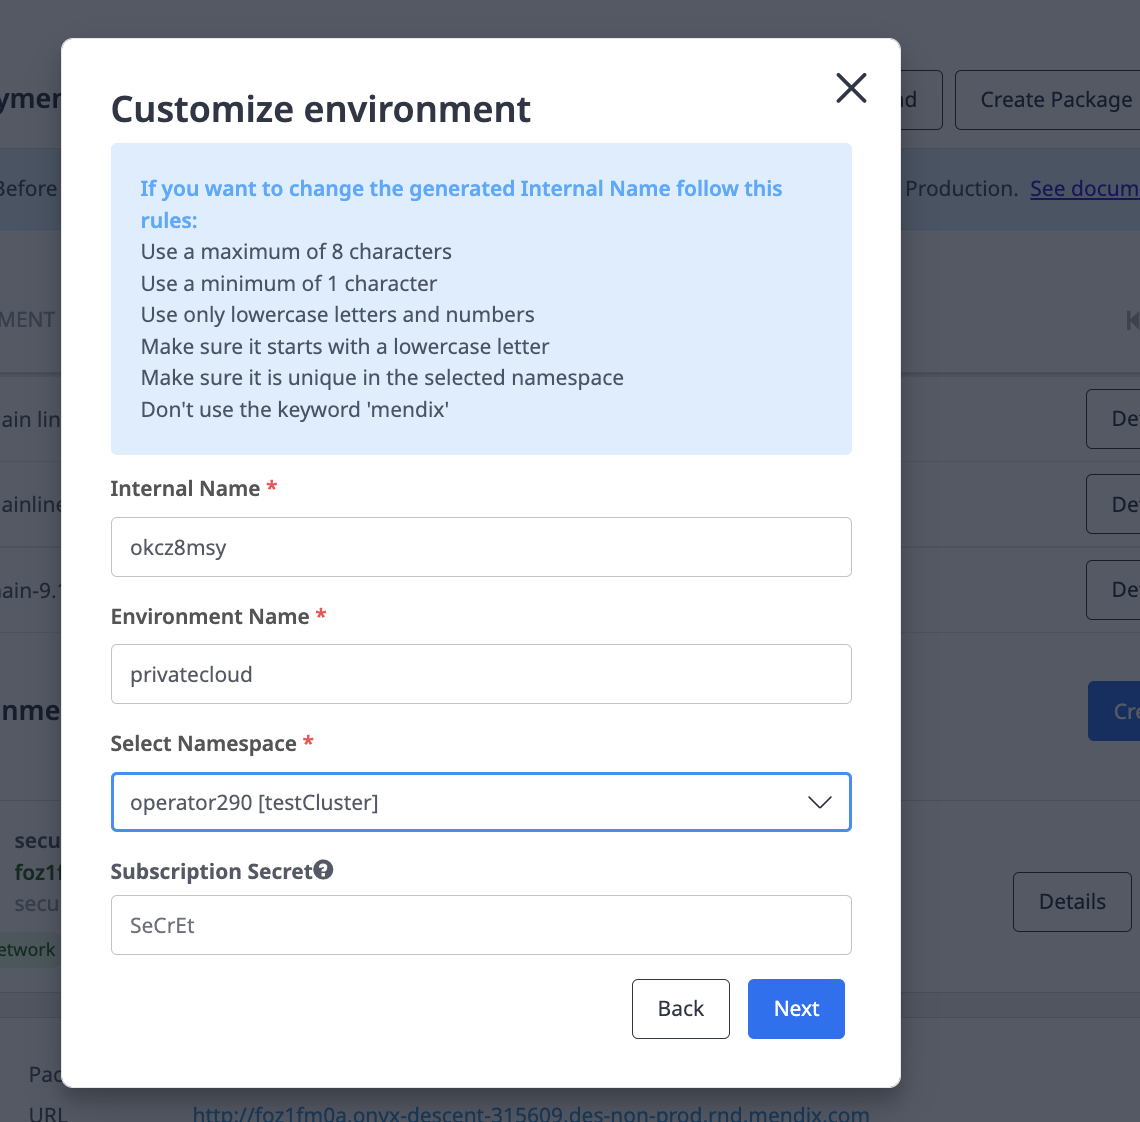 Customize environment
Create Package
If you want to change the generated Internal Name follow this
rules:
Use a maximum of 8 characters
Use a minimum of 1 character
Use only lowercase letters and numbers
Make sure it starts with a lowercase letter
Make sure it is unique in the selected namespace
Don't use the keyword 'mendix'
Before
Production. See docum
MENT
Internal Name *
okcz8msy
Environment Name *
privatecloud
Select Namespace *
operator290 [testCluster]
Subscription Secret
SeCrEt
Back
Next
ain lin
De
ainline
De
ain-9.1
De
nme
Cre
secu
foz1f
secu
etwork
Details
Pac
URL
http://foz1fm0a.onyx-descent-315609.des-non-prod.rnd.mendix.com